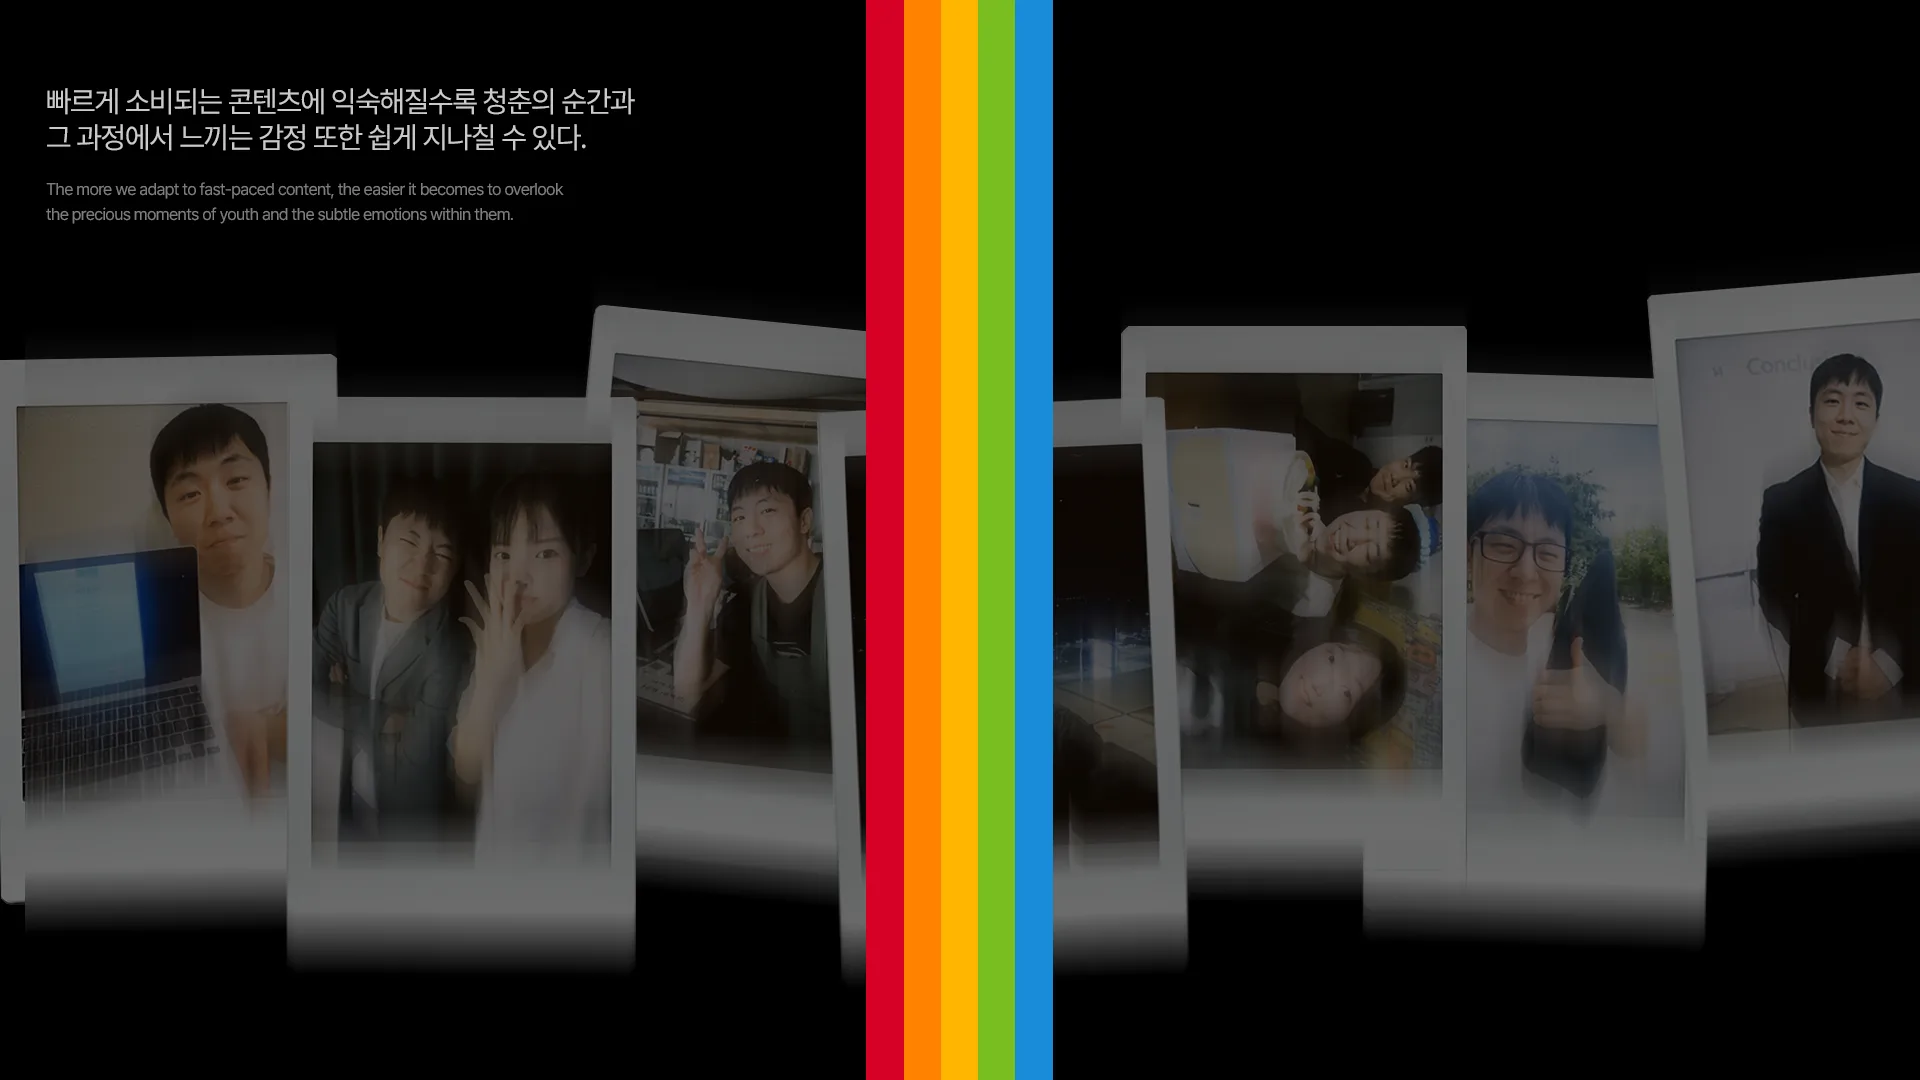 빠르게 소비되는 콘텐츠에 익숙해질수록 청춘의 순간과
그 과정에서 느끼는 감정 또한 쉽게 지나칠 수 있다.
The more we adapt to fast-paced content, the easier it becomes to overlook
the precious moments of youth and the subtle emotions within them.